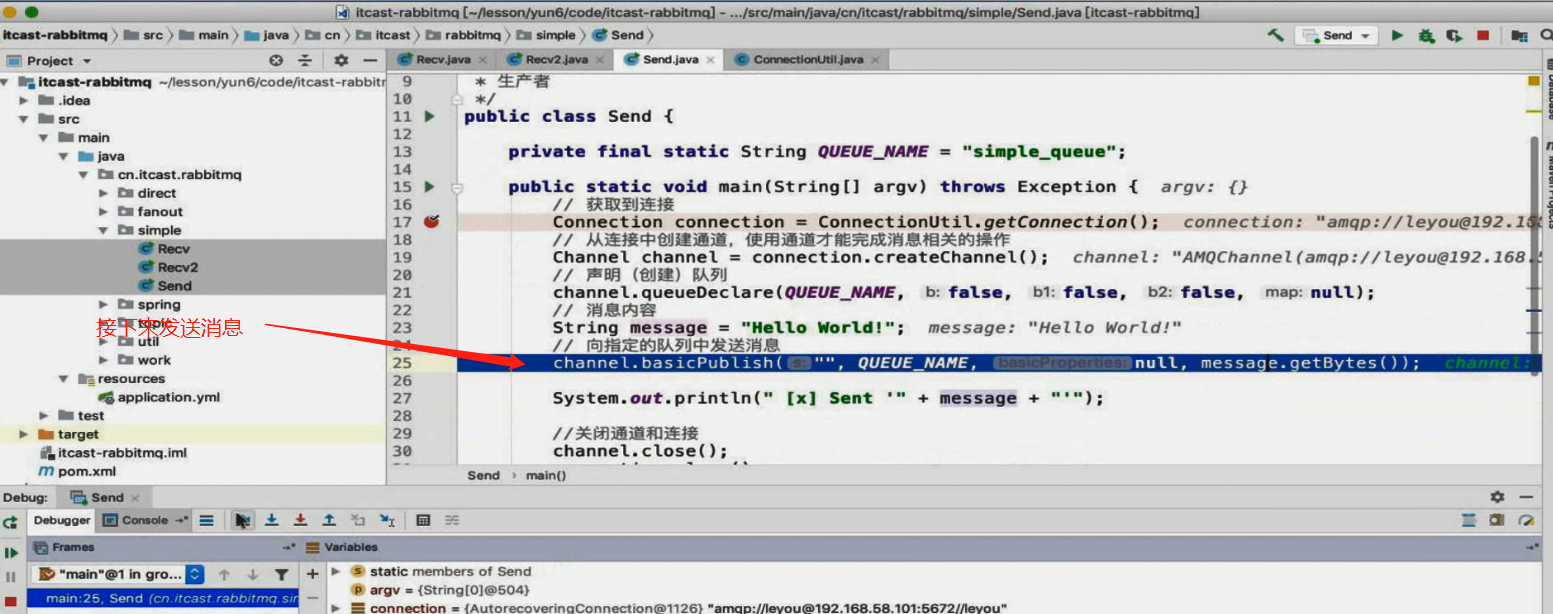 itcast-rabbitmq [~/lesson/yun6/code/itcast-rabbitmq] - .../src/main/java/cn/itcast/rabbitmq/simple/Send.java [itcast-rabbitmq]
itcast-rabbitmq src main java cn itcast rabbitmq simple Send
Send
Project
Recv.java Recv2.java Send.java ConnectionUtil.java
itcast-rabbitmq ~/lesson/yun6/code/itcast-rabbitr
.idea
src
main
java
cn.itcast.rabbitmq
direct
fanout
simple
Recv
Recv2
Send
spring
topic
接下来发送消息
util
work
resources
application.yml
test
target
itcast-rabbitmq.iml
pom.xml
9 * 生产者
10 */
11 public class Send {
12
13 private final static String QUEUE_NAME = "simple_queue";
14
15 public static void main(String[] argv) throws Exception { argv: {}
16 // 获取到连接
17 Connection connection = ConnectionUtil.getConnection(); connection: "amqp://leyou@192.168
18 // 从连接中创建通道，使用通道才能完成消息相关的操作
19 Channel channel = connection.createChannel(); channel: "AMQChannel(amqp://leyou@192.168.5
20 // 声明（创建）队列
21 channel.queueDeclare(QUEUE_NAME, b: false, b1: false, b2: false, map: null);
22 // 消息内容
23 String message = "Hello World!"; message: "Hello World!"
24 // 向指定的队列中发送消息
25 channel.basicPublish( s: "", QUEUE_NAME, basicProperties: null, message.getBytes()); channel:
26
27 System.out.println(" [x] Sent '" + message + "'");
28
29 //关闭通道和连接
30 channel.close();
Send main()
Database
Debug: Send
Debugger Console
Frames Variables
"main"@1 in gro...
main:25, Send (cn.itcast.rabbitmq.sim
static members of Send
argv = {String[0]@504}
connection = {AutorecoveringConnection@1126} "amqp://leyou@192.168.58.101:5672//leyou"